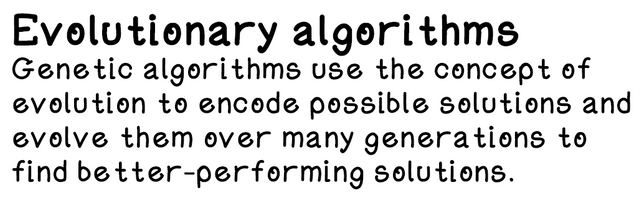 Evolutionary algorithms
Genetic algorithms use the concept of
evolution to encode possible solutions and
evolve them over many generations to
find better-performing solutions.